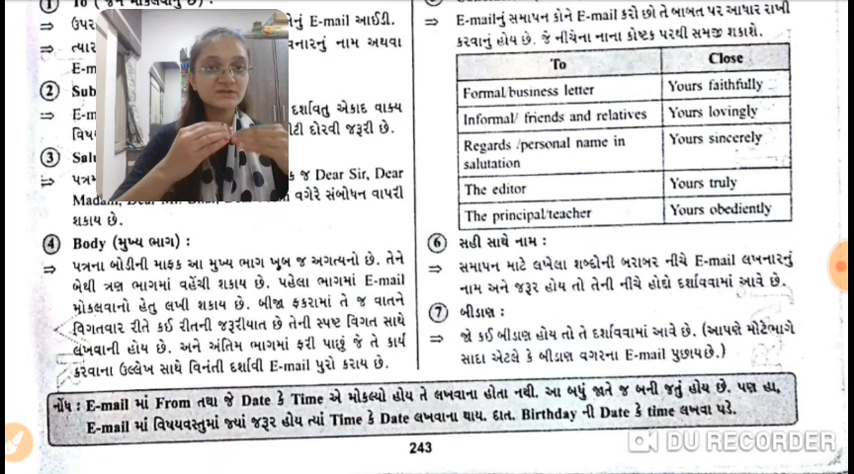 ① To (
⇒ ઉપર
નું E-mail આઈડી.
⇒ ત્યાર
નારનું નામ અથવા
E-m
② Sub
⇒ E-m
દર્શાવતુ એકાદ વાક્ય
વિષ
ટી દોરવી જરૂરી છે.
③ Salu
⇒ પત્રમ
ક જ Dear Sir, Dear
Madam,
વગેરે સંબોધન વાપરી
શકાય છે.
④ Body (મુખ્ય ભાગ) :
⇒ પત્રના બોડીની માફક આ મુખ્ય ભાગ ખૂબ જ અગત્યનો છે. તેને
બેથી ત્રણ ભાગમાં વહેંચી શકાય છે. પહેલા ભાગમાં E-mail
મોકલવાનો હેતુ લખી શકાય છે. બીજા ફકરામાં તે જ વાતને
વિગતવાર રીતે કઈ રીતની જરૂરીયાત છે તેની સ્પષ્ટ વિગત સાથે
લખવાની હોય છે. અને અંતિમ ભાગમાં ફરી પાછું જે તે કાર્ય
કરવાના ઉલ્લેખ સાથે વિનંતી દર્શાવી E-mail પુરો કરાય છે.
⇒ E-mailનું સમાપન કોને E-mail કરો છો તે બાબત પર આધાર રાખી
કરવાનું હોય છે. જે નીચેના નાના કોષ્ટક પરથી સમજી શકાશે.
To Close
Formal/business letter Yours faithfully
Informal/ friends and relatives Yours lovingly
Regards /personal name in Yours sincerely
salutation
The editor Yours truly
The principal/teacher Yours obediently
⑥ સહી સાથે નામ :
⇒ સમાપન માટે લખેલા શબ્દોની બરાબર નીચે E-mail લખનારનું
નામ અને જરૂર હોય તો તેની નીચે હોદ્દો દર્શાવવામાં આવે છે.
⑦ બીડાણ :
⇒ જો કઈ બીડાણ હોય તો તે દર્શાવવામાં આવે છે. (આપણે મોટેભાગે
સાદા એટલે કે બીડાણ વગરના E-mail પુછાય છે.)
નોંધ : E-mail માં From તથા જે Date કે Time એ મોકલ્યો હોય તે લખવાના હોતા નથી. આ બધું જાતે જ બની જતું હોય છે. પણ હા,
E-mail માં વિષયવસ્તુમાં જ્યાં જરૂર હોય ત્યાં Time કે Date લખવાના થાય. દાત. Birthday ની Date કે time લખવા પડે.
243
DU RECORDER